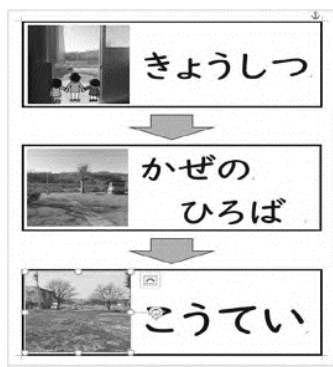 きょうしつ
かぜの
ひろば
こうてい